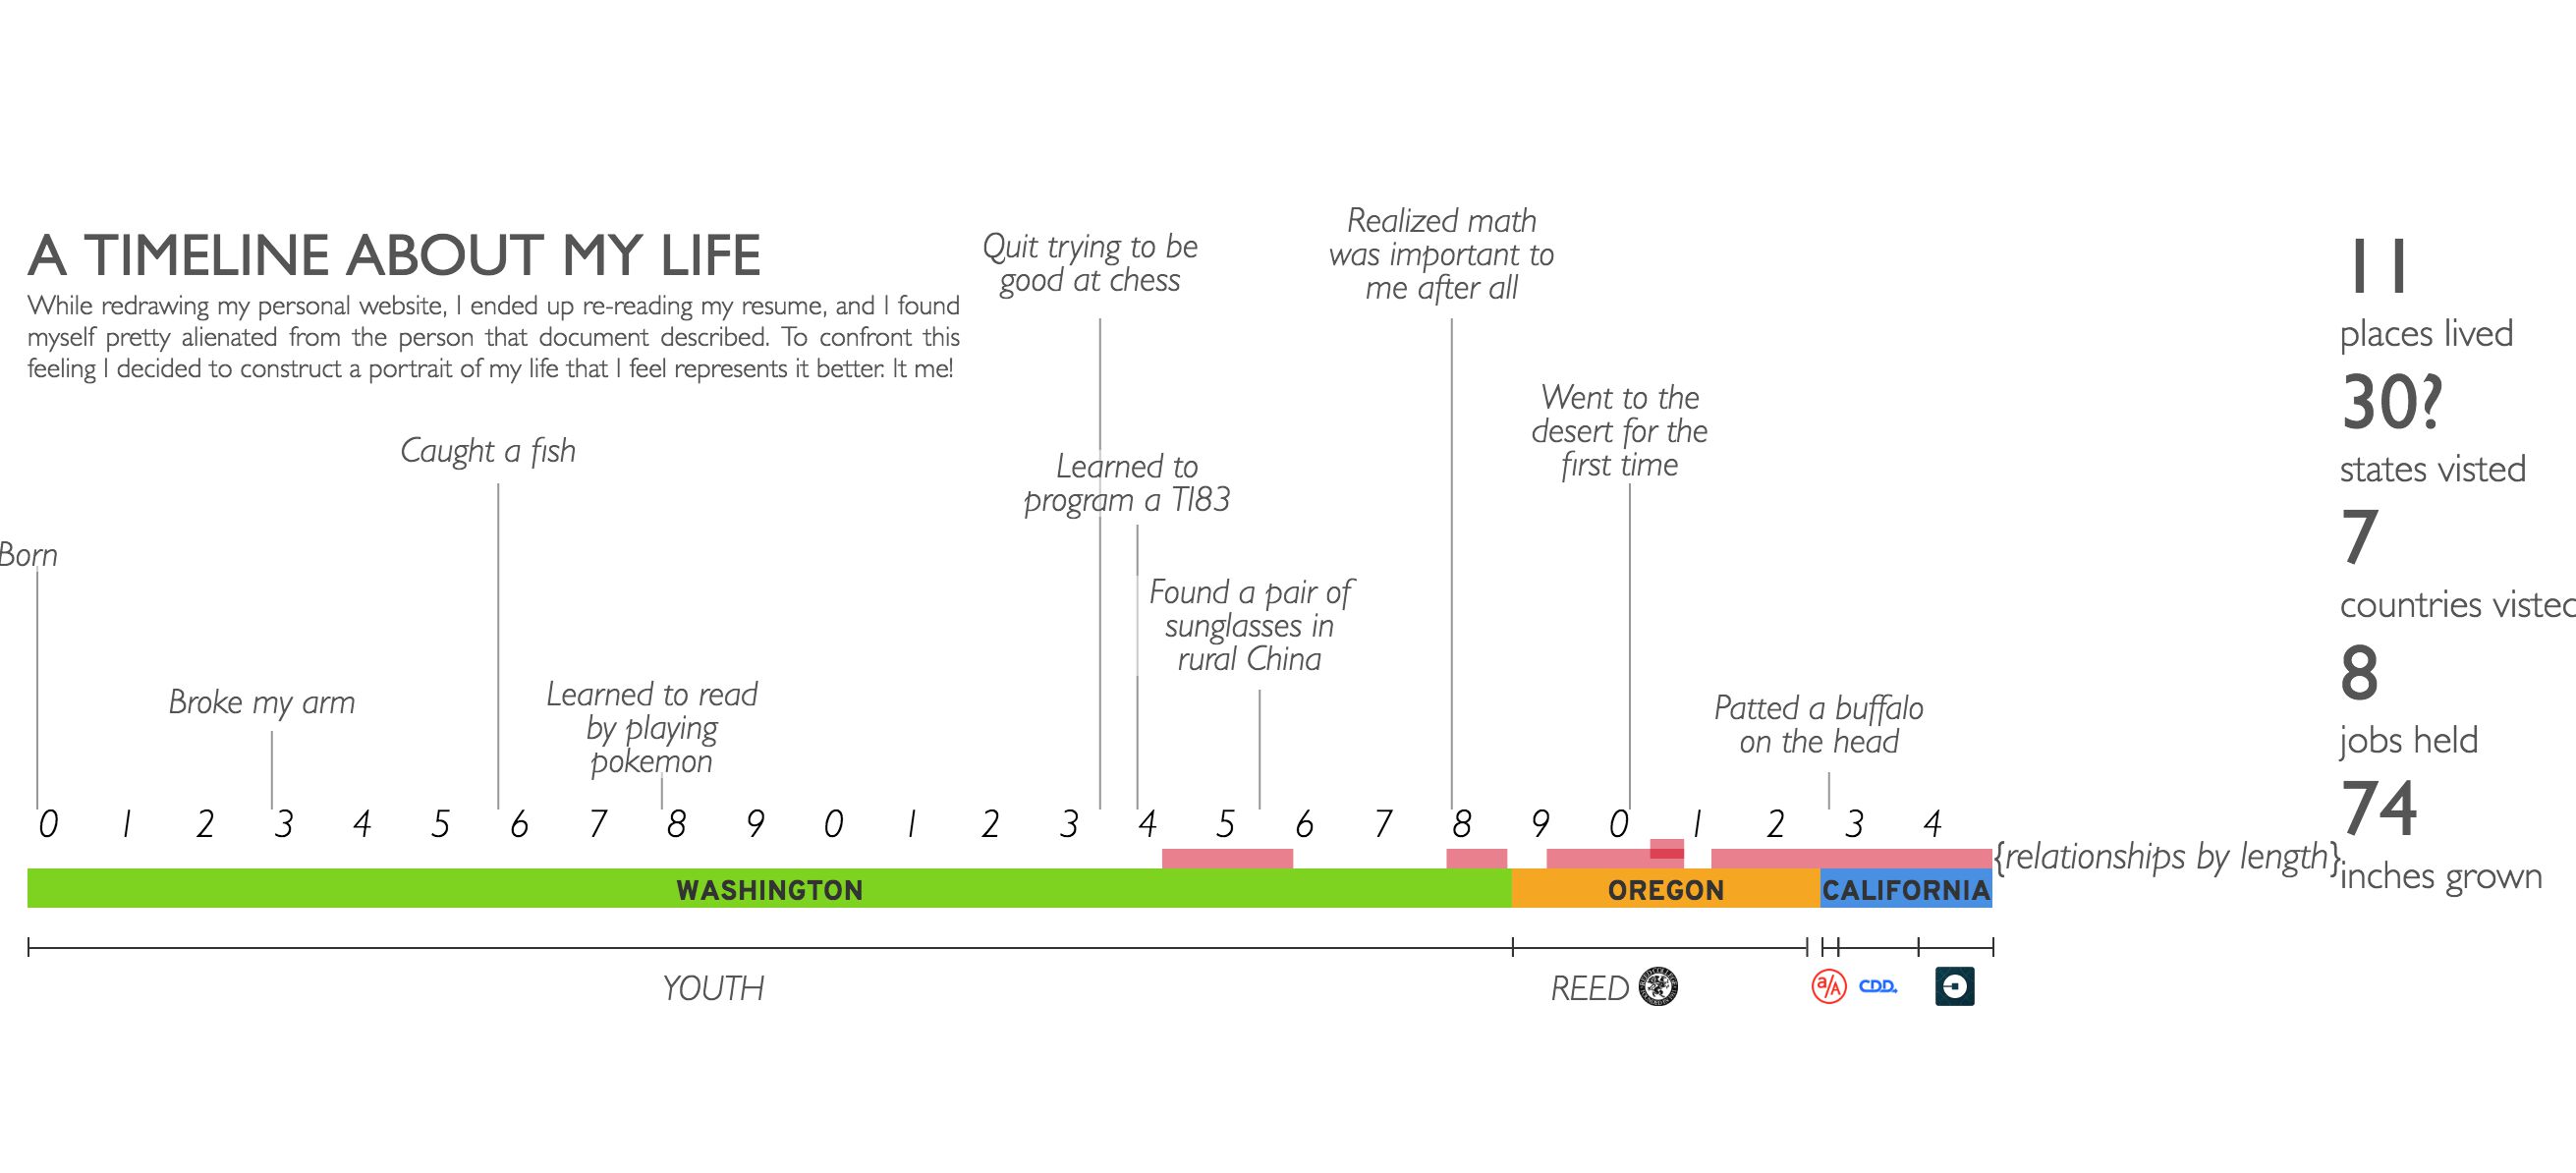 A TIMELINE ABOUT MY LIFE
While redrawing my personal website, I ended up re-reading my resume, and I found
myself pretty alienated from the person that document described. To confront this
feeling I decided to construct a portrait of my life that I feel represents it better. It me!
Born
Broke my arm
Caught a fish
Learned to read
by playing
pokemon
Quit trying to be
good at chess
Learned to
program a TI83
Found a pair of
sunglasses in
rural China
Realized math
was important to
me after all
Went to the
desert for the
first time
Patted a buffalo
on the head
0 1 2 3 4 5 6 7 8 9 0 1 2 3 4 5 6 7 8 9 0 1 2 3 4
{relationships by length}
WASHINGTON OREGON CALIFORNIA
YOUTH REED a/A CDD.
11
places lived
30?
states visted
7
countries visted
8
jobs held
74
inches grown